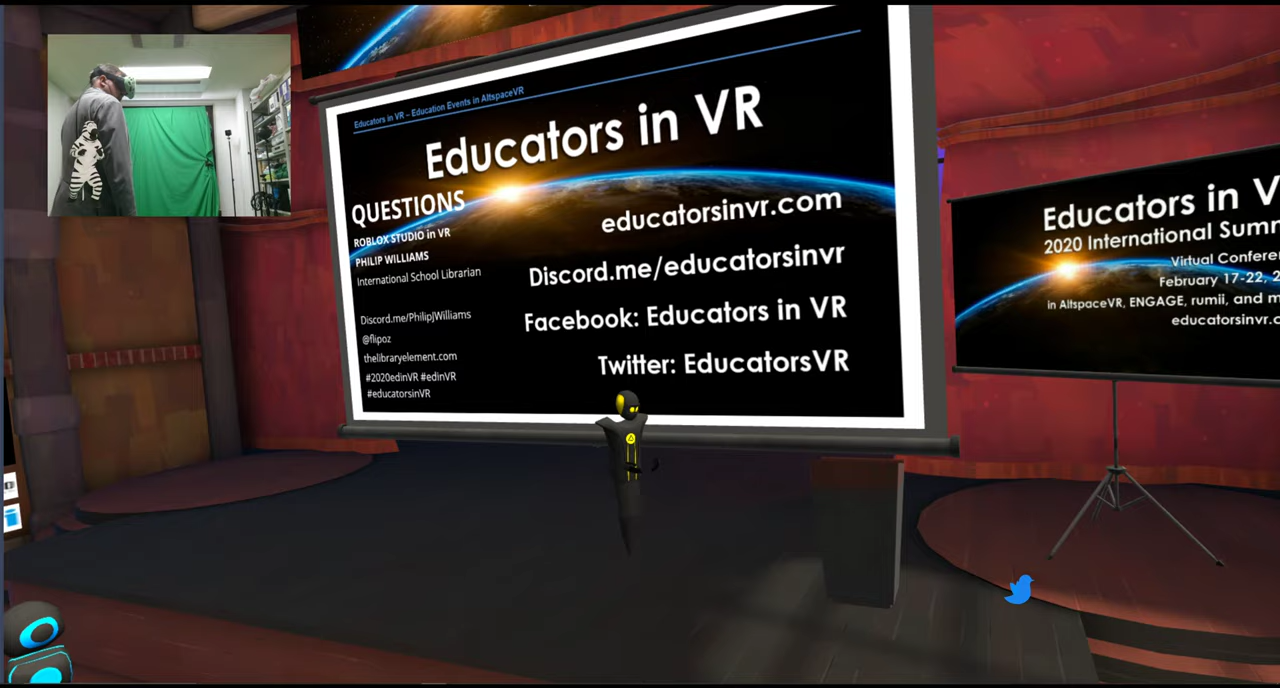 Educators in VR – Education Events in AltspaceVR
Educators in VR
QUESTIONS
ROBLOX STUDIO in VR
PHILIP WILLIAMS
International School Librarian
Discord.me/PhilipJWilliams
@flipoz
thelibraryelement.com
#2020edinVR #edinVR
#educatorsinVR
educatorsinvr.com
Discord.me/educatorsinvr
Facebook: Educators in VR
Twitter: EducatorsVR
Educators in V
2020 International Summ
Virtual Conferen
February 17-22, 2
in AltspaceVR, ENGAGE, rumii, and m
educatorsinvr.c